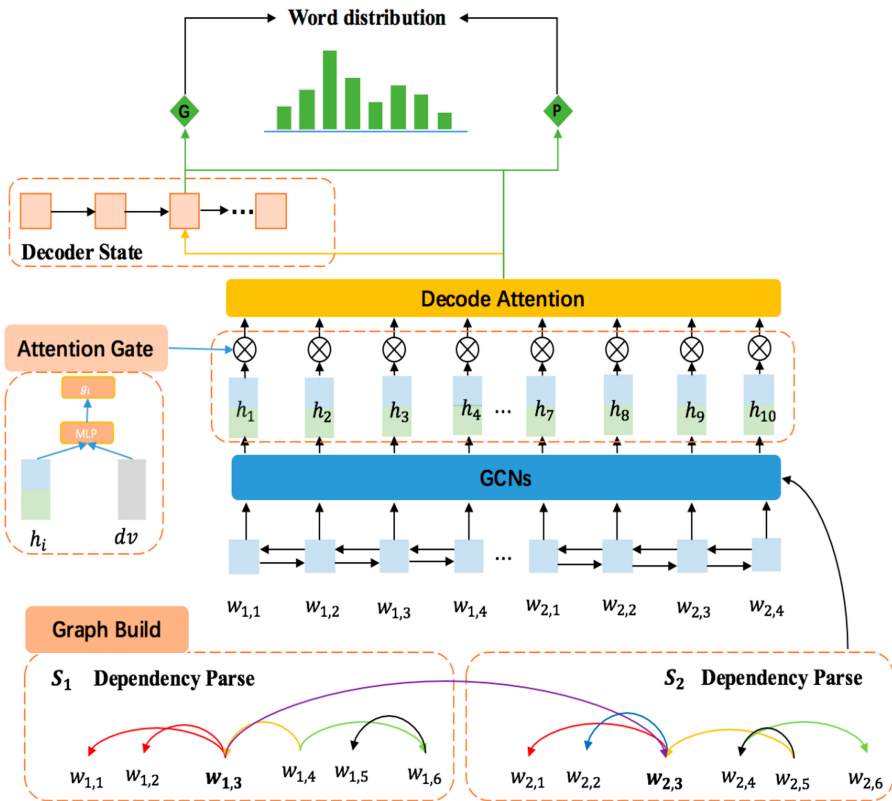 Word distribution
G
P
...
Decoder State
Decode Attention
Attention Gate
g_i
MLP
h_i dv
h_1 h_2 h_3 h_4 ... h_7 h_8 h_9 h_10
GCNs
...
w_{1,1} w_{1,2} w_{1,3} w_{1,4} w_{2,1} w_{2,2} w_{2,3} w_{2,4}
Graph Build
S_1 Dependency Parse
w_{1,1} w_{1,2} w_{1,3} w_{1,4} w_{1,5} w_{1,6}
S_2 Dependency Parse
w_{2,1} w_{2,2} w_{2,3} w_{2,4} w_{2,5} w_{2,6}